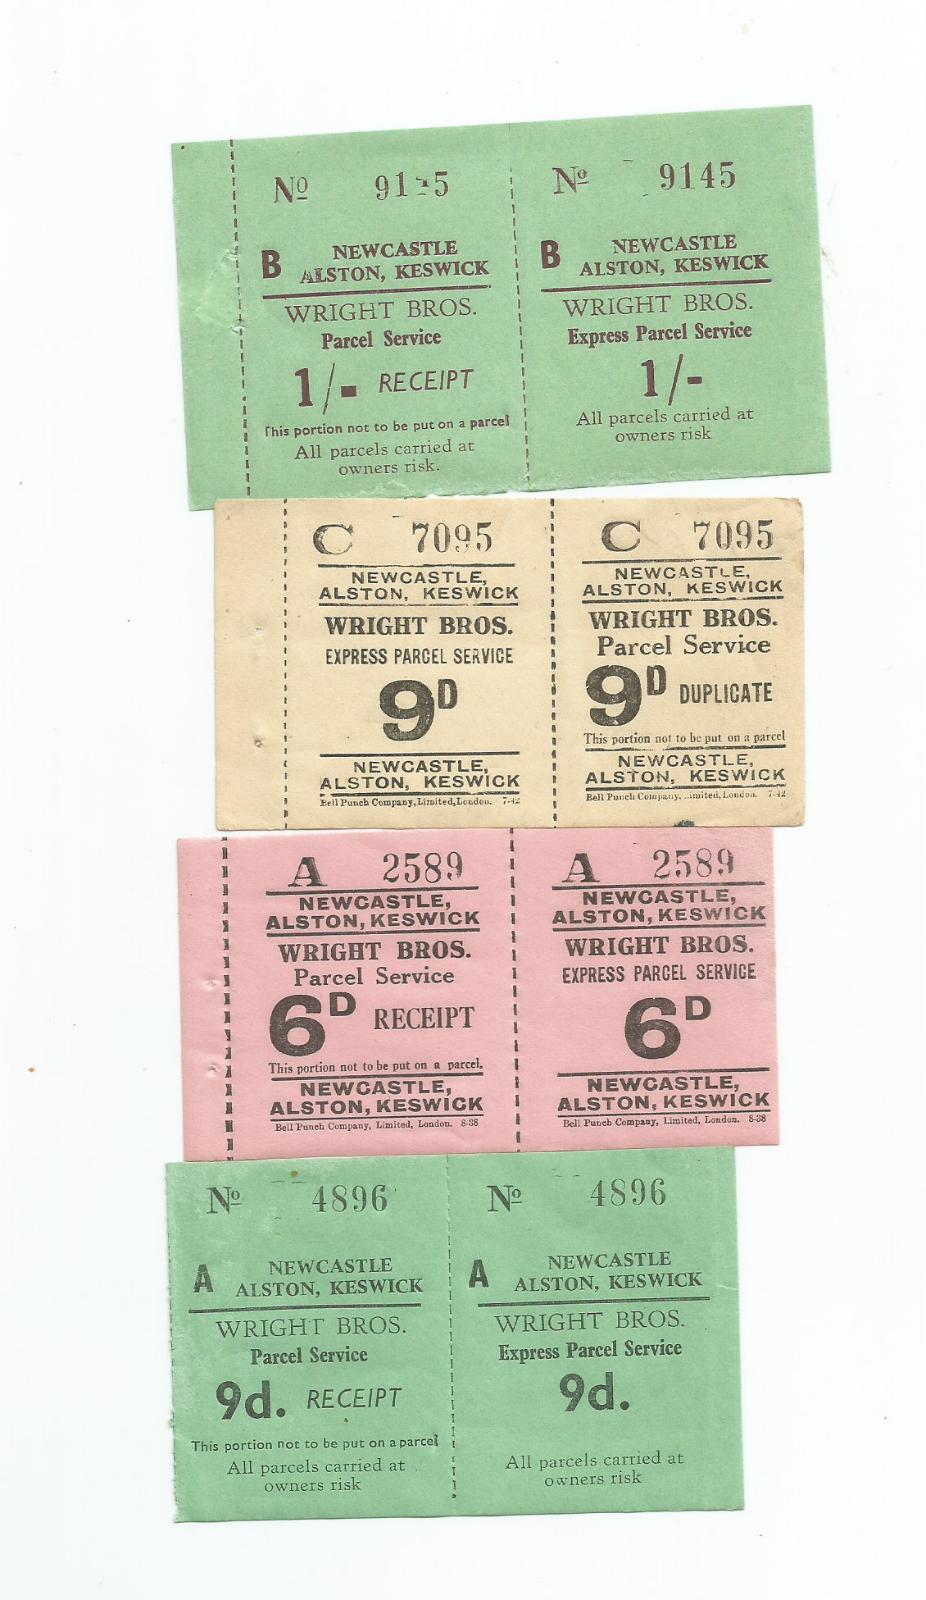 Nº 9145
B NEWCASTLE
ALSTON, KESWICK
WRIGHT BROS.
Parcel Service
1/- RECEIPT
This portion not to be put on a parcel
All parcels carried at
owners risk.
Nº 9145
B NEWCASTLE
ALSTON, KESWICK
WRIGHT BROS.
Express Parcel Service
1/-
All parcels carried at
owners risk
C 7095
NEWCASTLE,
ALSTON, KESWICK
WRIGHT BROS.
EXPRESS PARCEL SERVICE
9D
NEWCASTLE,
ALSTON, KESWICK
Bell Punch Company, Limited, London. 7-42
C 7095
NEWCASTLE,
ALSTON, KESWICK
WRIGHT BROS.
Parcel Service
9D DUPLICATE
This portion not to be put on a parcel
NEWCASTLE,
ALSTON, KESWICK
Bell Punch Company, Limited, London. 7-42
A 2589
NEWCASTLE,
ALSTON, KESWICK
WRIGHT BROS.
Parcel Service
6D RECEIPT
This portion not to be put on a parcel.
NEWCASTLE,
ALSTON, KESWICK
Bell Punch Company, Limited, London. 8-38
A 2589
NEWCASTLE,
ALSTON, KESWICK
WRIGHT BROS.
EXPRESS PARCEL SERVICE
6D
NEWCASTLE,
ALSTON, KESWICK
Bell Punch Company, Limited, London. 8-38
Nº 4896
A NEWCASTLE
ALSTON, KESWICK
WRIGHT BROS.
Parcel Service
9d. RECEIPT
This portion not to be put on a parcel
All parcels carried at
owners risk
Nº 4896
A NEWCASTLE
ALSTON, KESWICK
WRIGHT BROS.
Express Parcel Service
9d.
All parcels carried at
owners risk